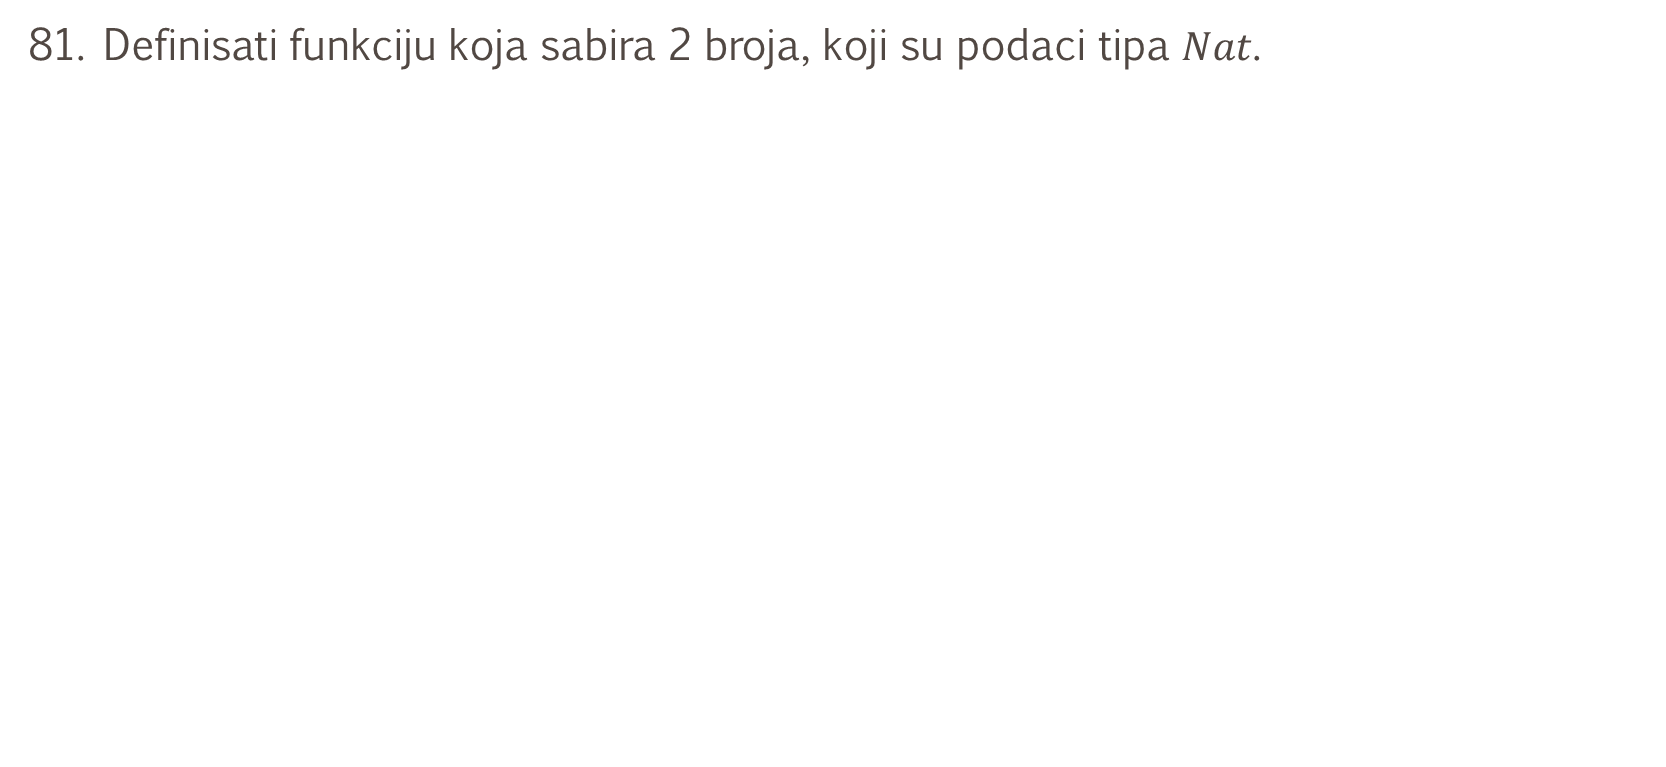 81. Definisati funkciju koja sabira 2 broja, koji su podaci tipa Nat.